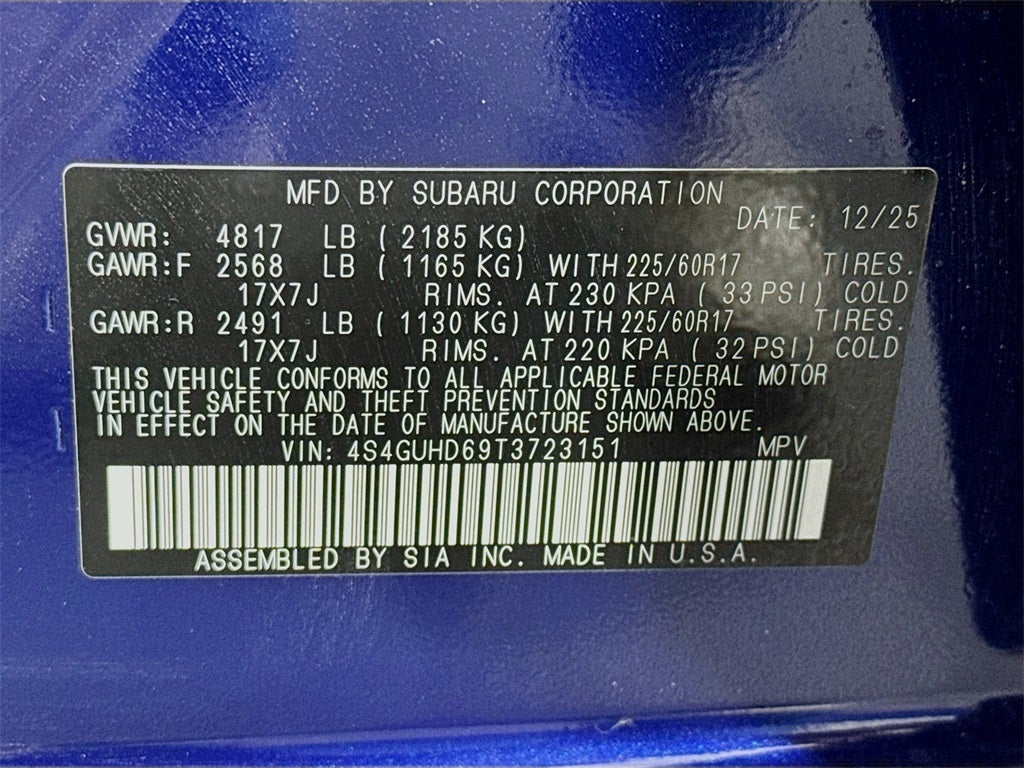 MFD BY SUBARU CORPORATION
DATE: 12/25
GVWR: 4817 LB ( 2185 KG)
GAWR:F 2568 LB ( 1165 KG) WITH 225/60R17 TIRES.
17X7J RIMS. AT 230 KPA ( 33 PSI) COLD
GAWR:R 2491 LB ( 1130 KG) WITH 225/60R17 TIRES.
17X7J RIMS. AT 220 KPA ( 32 PSI) COLD
THIS VEHICLE CONFORMS TO ALL APPLICABLE FEDERAL MOTOR
VEHICLE SAFETY AND THEFT PREVENTION STANDARDS
IN EFFECT ON THE DATE OF MANUFACTURE SHOWN ABOVE.
VIN: 4S4GUHD69T3723151 MPV
ASSEMBLED BY SIA INC. MADE IN U.S.A.